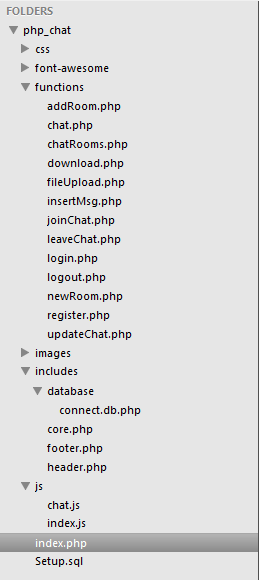 FOLDERS
php_chat
css
font-awesome
functions
addRoom.php
chat.php
chatRooms.php
download.php
fileUpload.php
insertMsg.php
joinChat.php
leaveChat.php
login.php
logout.php
newRoom.php
register.php
updateChat.php
images
includes
database
connect.db.php
core.php
footer.php
header.php
js
chat.js
index.js
index.php
Setup.sql